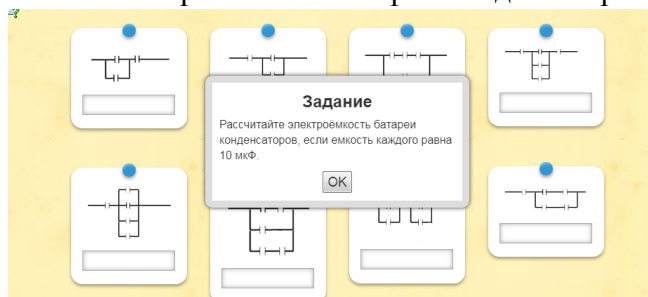 Задание
Рассчитайте электроёмкость батареи
конденсаторов, если емкость каждого равна
10 мкФ.
OK